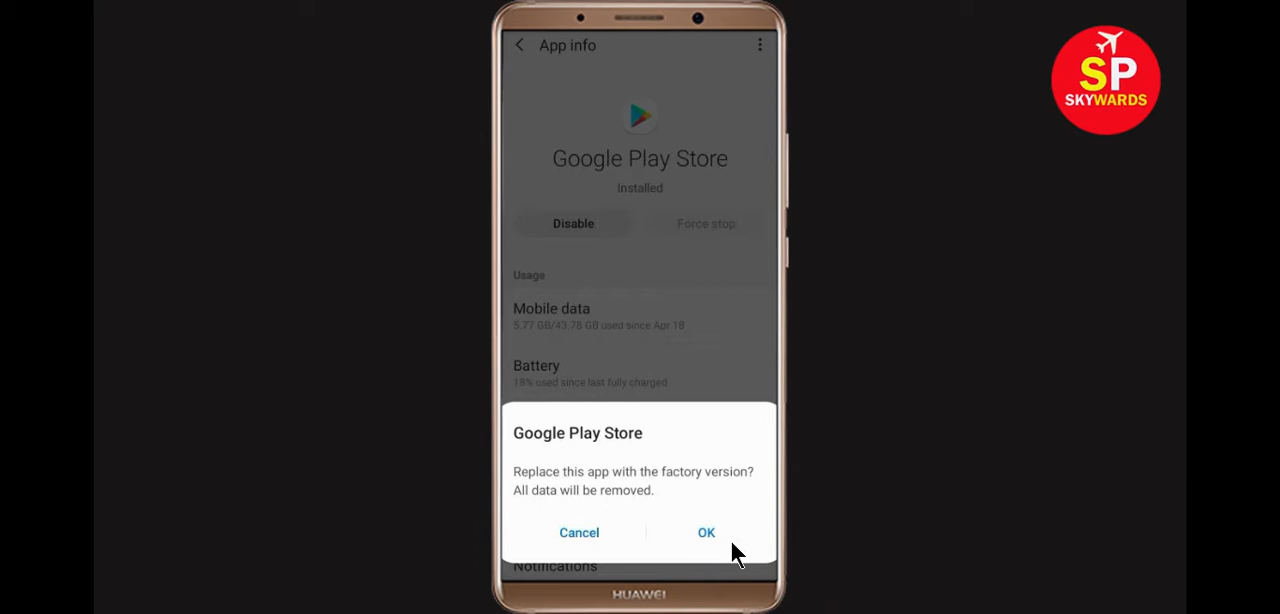 App info
SP
SKYWARDS
Google Play Store
Installed
Disable
Force stop
Usage
Mobile data
5.77 GB/43.78 GB used since Apr 18
Battery
18% used since last fully charged
Google Play Store
Replace this app with the factory version?
All data will be removed.
Cancel
OK
Notifications
HUAWEI